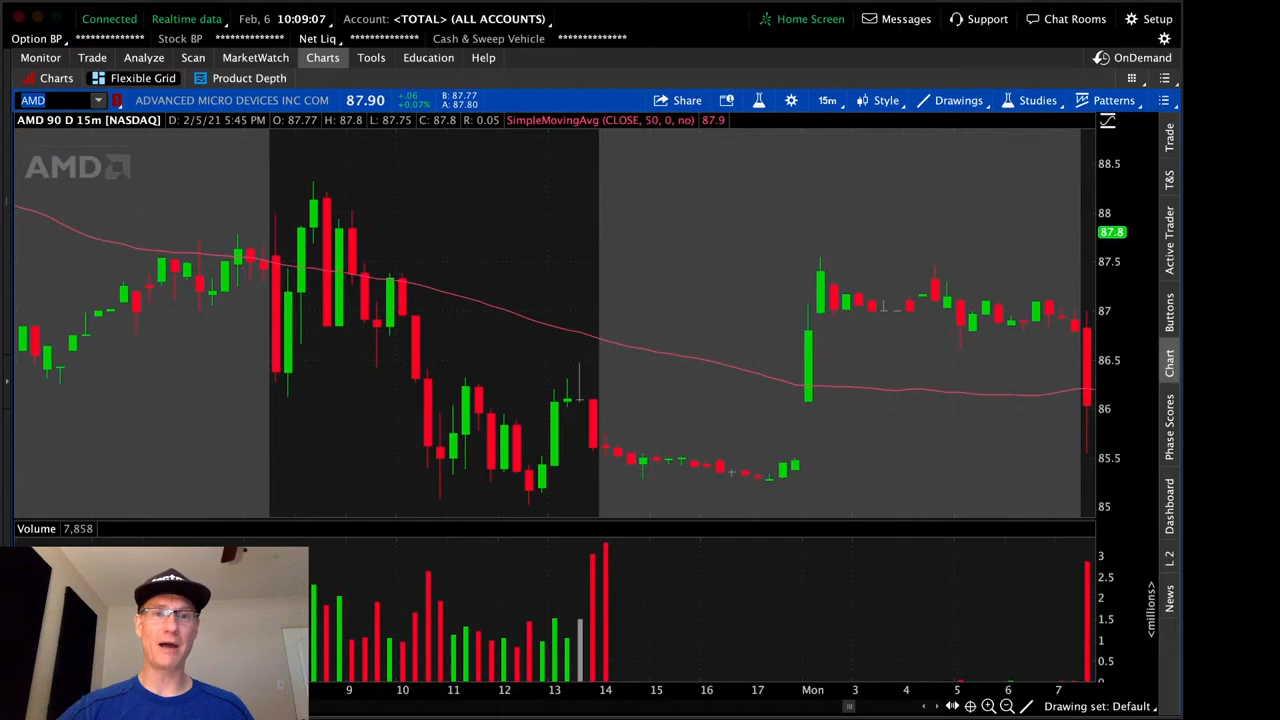 Connected Realtime data Feb, 6 10:09:07 Account: <TOTAL> (ALL ACCOUNTS) Home Screen Messages Support Chat Rooms Setup
Option BP ************** Stock BP ************** Net Liq ************** Cash & Sweep Vehicle **************
Monitor Trade Analyze Scan MarketWatch Charts Tools Education Help OnDemand
Charts Flexible Grid Product Depth
AMD ADVANCED MICRO DEVICES INC COM 87.90 +.06 +0.07% B: 87.77 A: 87.80 Share 15m Style Drawings Studies Patterns
AMD 90 D 15m [NASDAQ] D: 2/5/21 5:45 PM O: 87.77 H: 87.8 L: 87.75 C: 87.8 R: 0.05 SimpleMovingAvg (CLOSE, 50, 0, no) 87.9
AMD
88.5
88
87.8
87.5
87
86.5
86
85.5
85
Trade
T&S
Active Trader
Buttons
Chart
Phase Scores
Dashboard
L 2
News
Volume 7,858
3
2.5
2
1.5
1
0.5
0
<millions>
9 10 11 12 13 14 15 16 17 Mon 3 4 5 6 7
Drawing set: Default